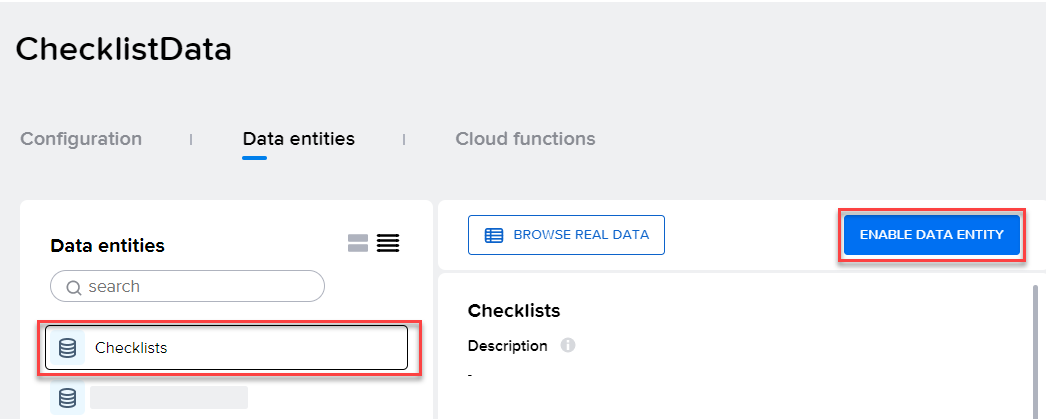 ChecklistData
Configuration
Data entities
Cloud functions
Data entities
search
Checklists
BROWSE REAL DATA
ENABLE DATA ENTITY
Checklists
Description
-